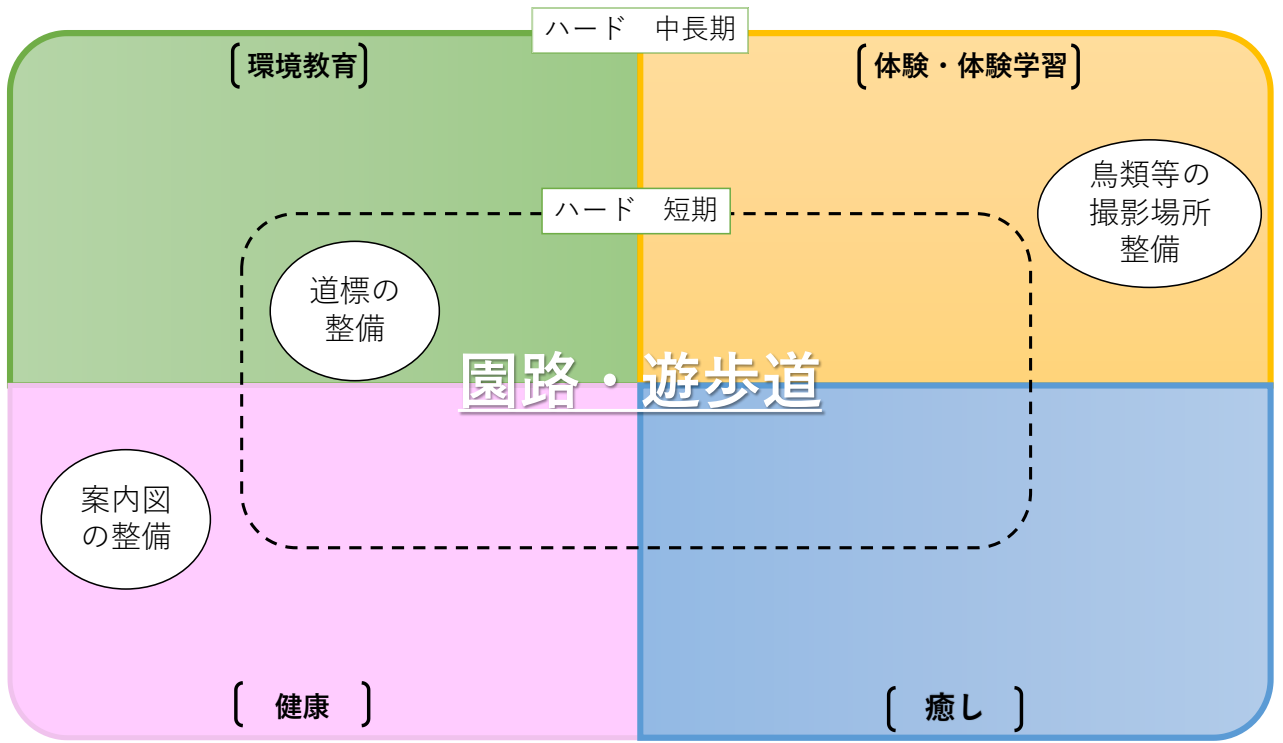 ハード　中長期
環境教育
体験・体験学習
鳥類等の
撮影場所
整備
ハード　短期
道標の
整備
園路・遊歩道
案内図
の整備
健康
癒し